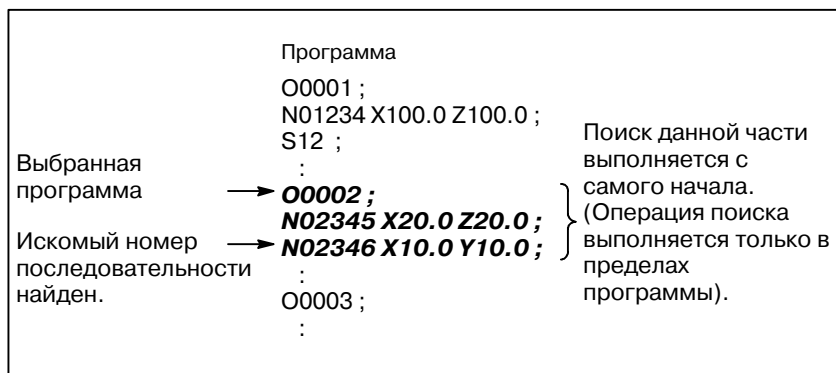 Программа
O0001 ;
N01234 X100.0 Z100.0 ;
S12 ;
:
Выбранная
программа
O0002 ;
N02345 X20.0 Z20.0 ;
Искомый номер
последовательности
найден.
N02346 X10.0 Y10.0 ;
:
O0003 ;
:
Поиск данной части
выполняется с
самого начала.
(Операция поиска
выполняется только в
пределах
программы).